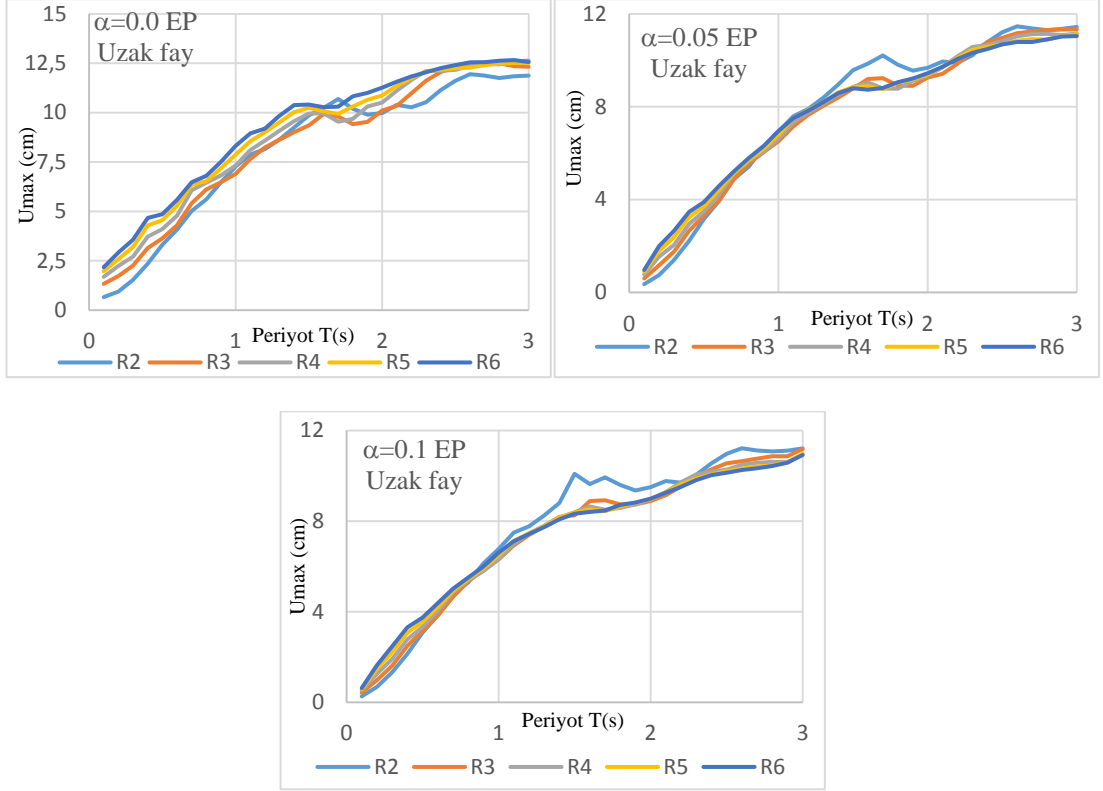 α=0.0 EP
Uzak fay
Umax (cm)
15
12,5
10
7,5
5
2,5
0
0 1 2 3
Periyot T(s)
R2 R3 R4 R5 R6
α=0.05 EP
Uzak fay
Umax (cm)
12
8
4
0
0 1 2 3
Periyot T(s)
R2 R3 R4 R5 R6
α=0.1 EP
Uzak fay
Umax (cm)
12
8
4
0
0 1 2 3
Periyot T(s)
R2 R3 R4 R5 R6